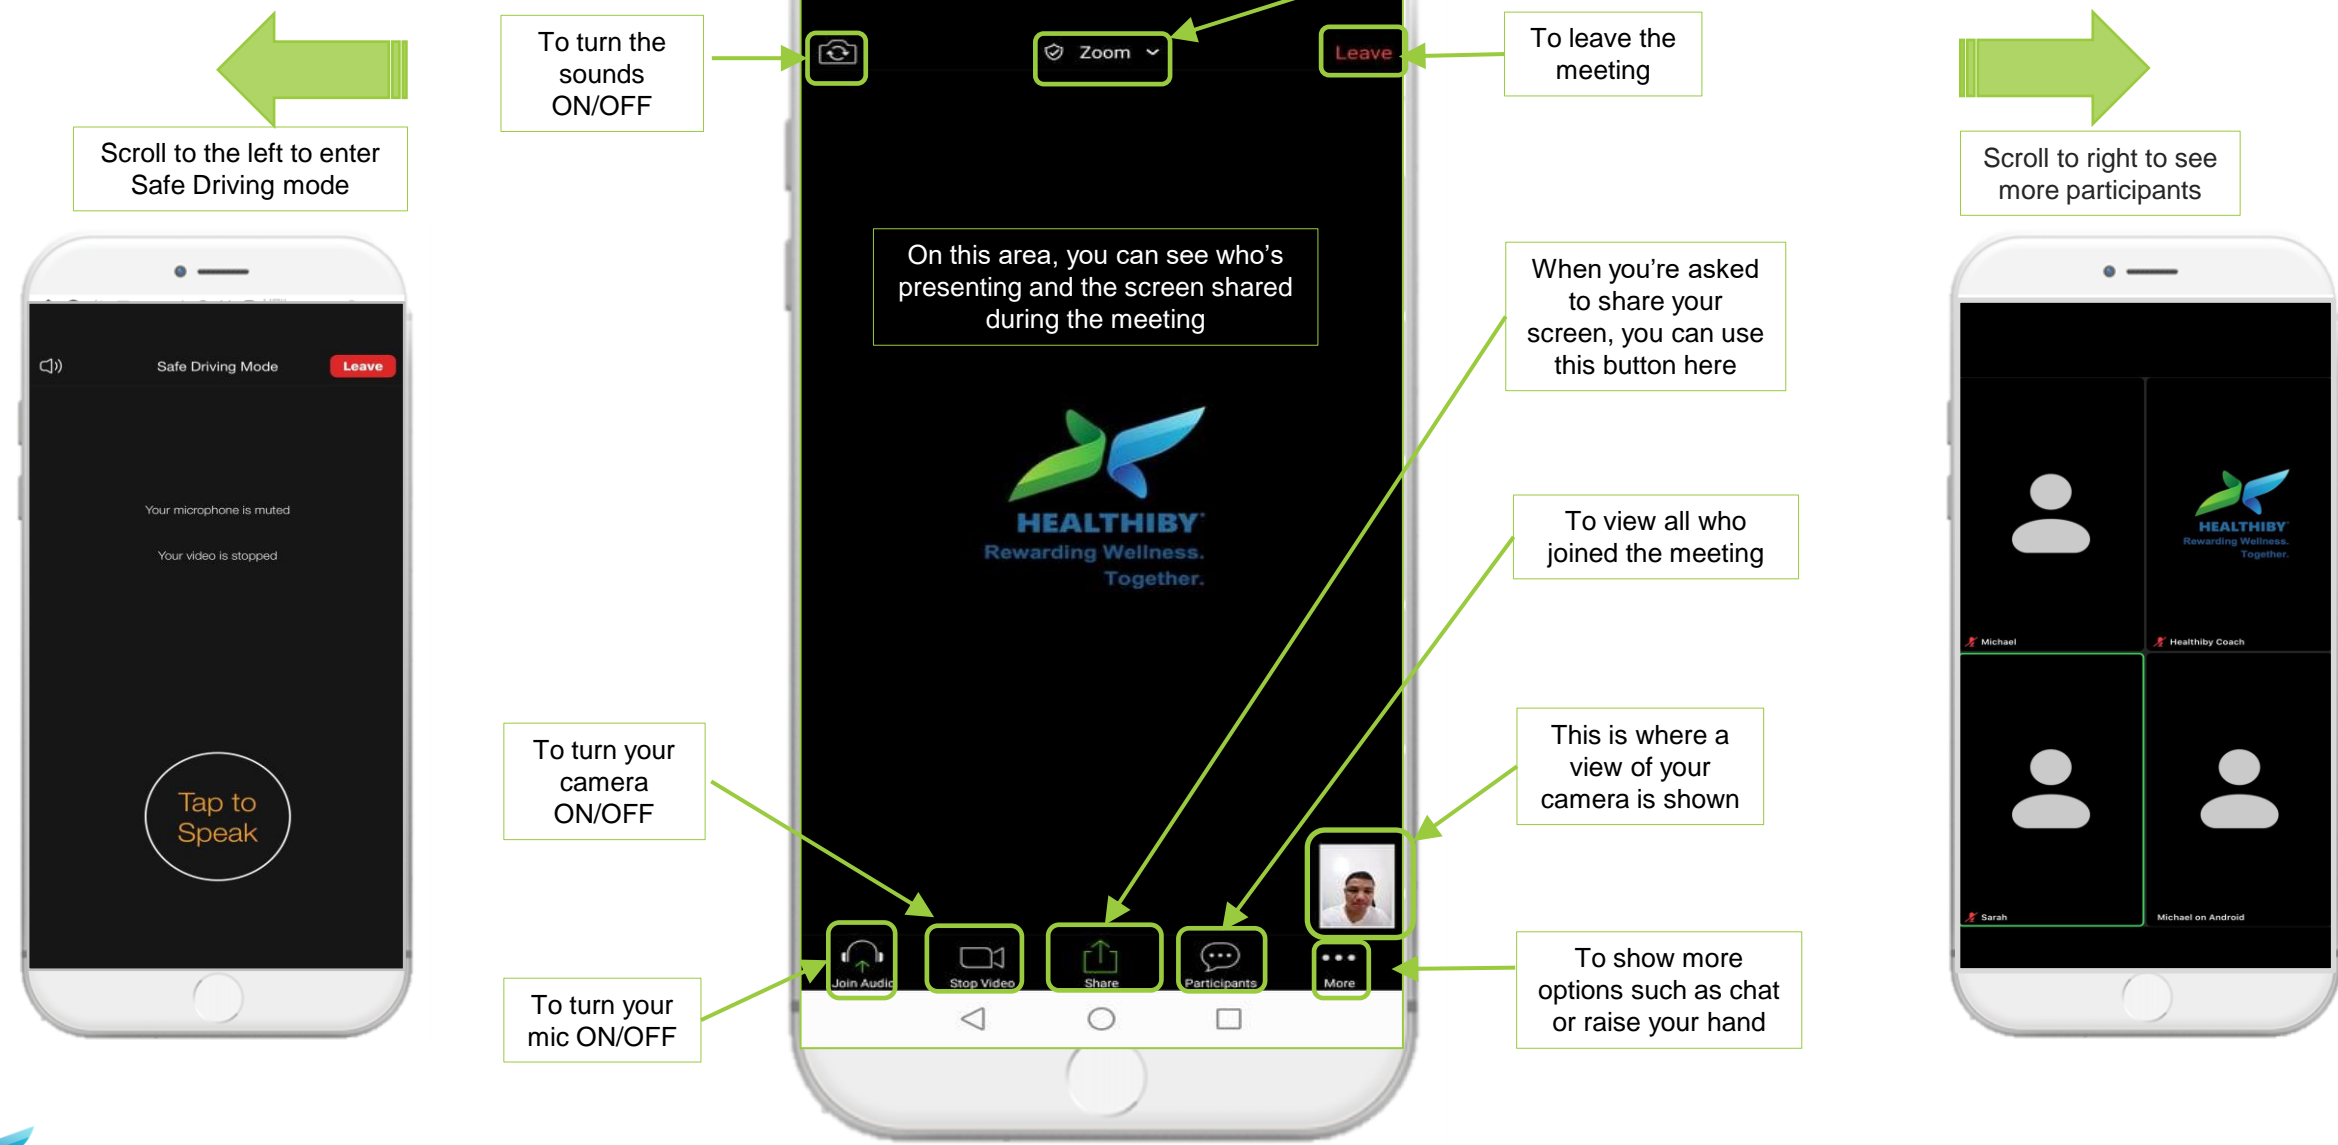 Scroll to the left to enter
Safe Driving mode
Safe Driving Mode
Leave
Your microphone is muted
Your video is stopped
Tap to
Speak
To turn the
sounds
ON/OFF
To turn your
camera
ON/OFF
To turn your
mic ON/OFF
Zoom
Leave
On this area, you can see who’s
presenting and the screen shared
during the meeting
HEALTHIBY
Rewarding Wellness.
Together.
Join Audio
Stop Video
Share
Participants
More
To leave the
meeting
When you’re asked
to share your
screen, you can use
this button here
To view all who
joined the meeting
This is where a
view of your
camera is shown
To show more
options such as chat
or raise your hand
Scroll to right to see
more participants
HEALTHIBY
Rewarding Wellness.
Together.
Michael
Healthiby Coach
Sarah
Michael on Android